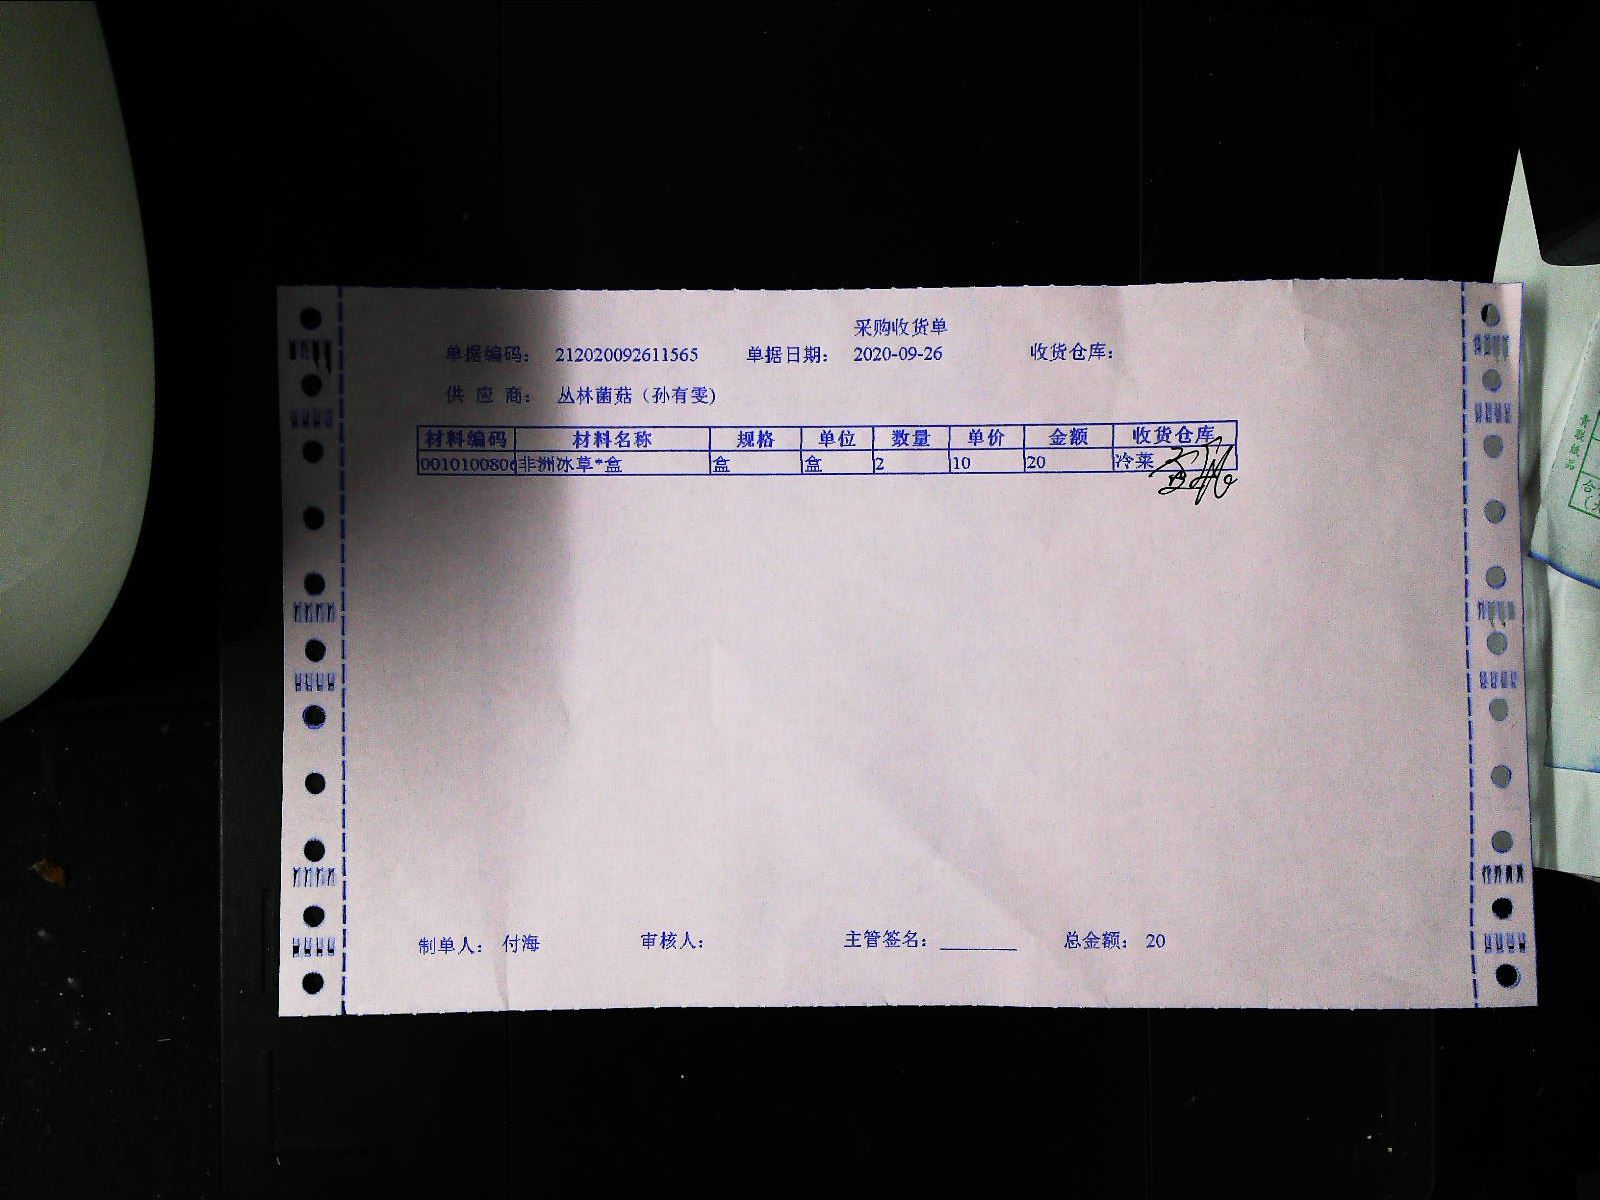 采购收货单
单据编码： 212020092611565 单据日期： 2020-09-26 收货仓库：
供 应 商： 丛林菌菇（孙有雯)
材料编码 材料名称 规格 单位 数量 单价 金额 收货仓库
001010080 非洲冰草*盒 盒 盒 2 10 20 冷菜
制单人： 付海 审核人： 主管签名： ________ 总金额： 20